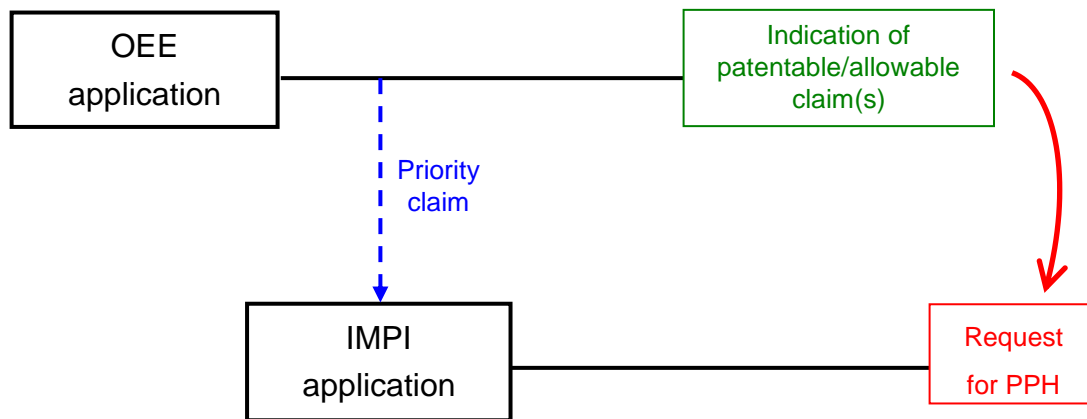 OEE
application
Indication of
patentable/allowable
claim(s)
Priority
claim
IMPI
application
Request
for PPH